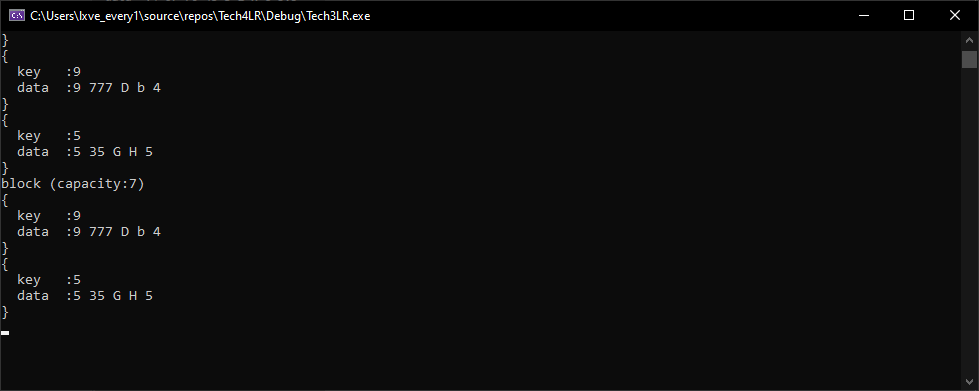 C:\Users\lxve_every1\source\repos\Tech4LR\Debug\Tech3LR.exe
}
{
  key   :9
  data  :9 777 D b 4
}
{
  key   :5
  data  :5 35 G H 5
}
block (capacity:7)
{
  key   :9
  data  :9 777 D b 4
}
{
  key   :5
  data  :5 35 G H 5
}